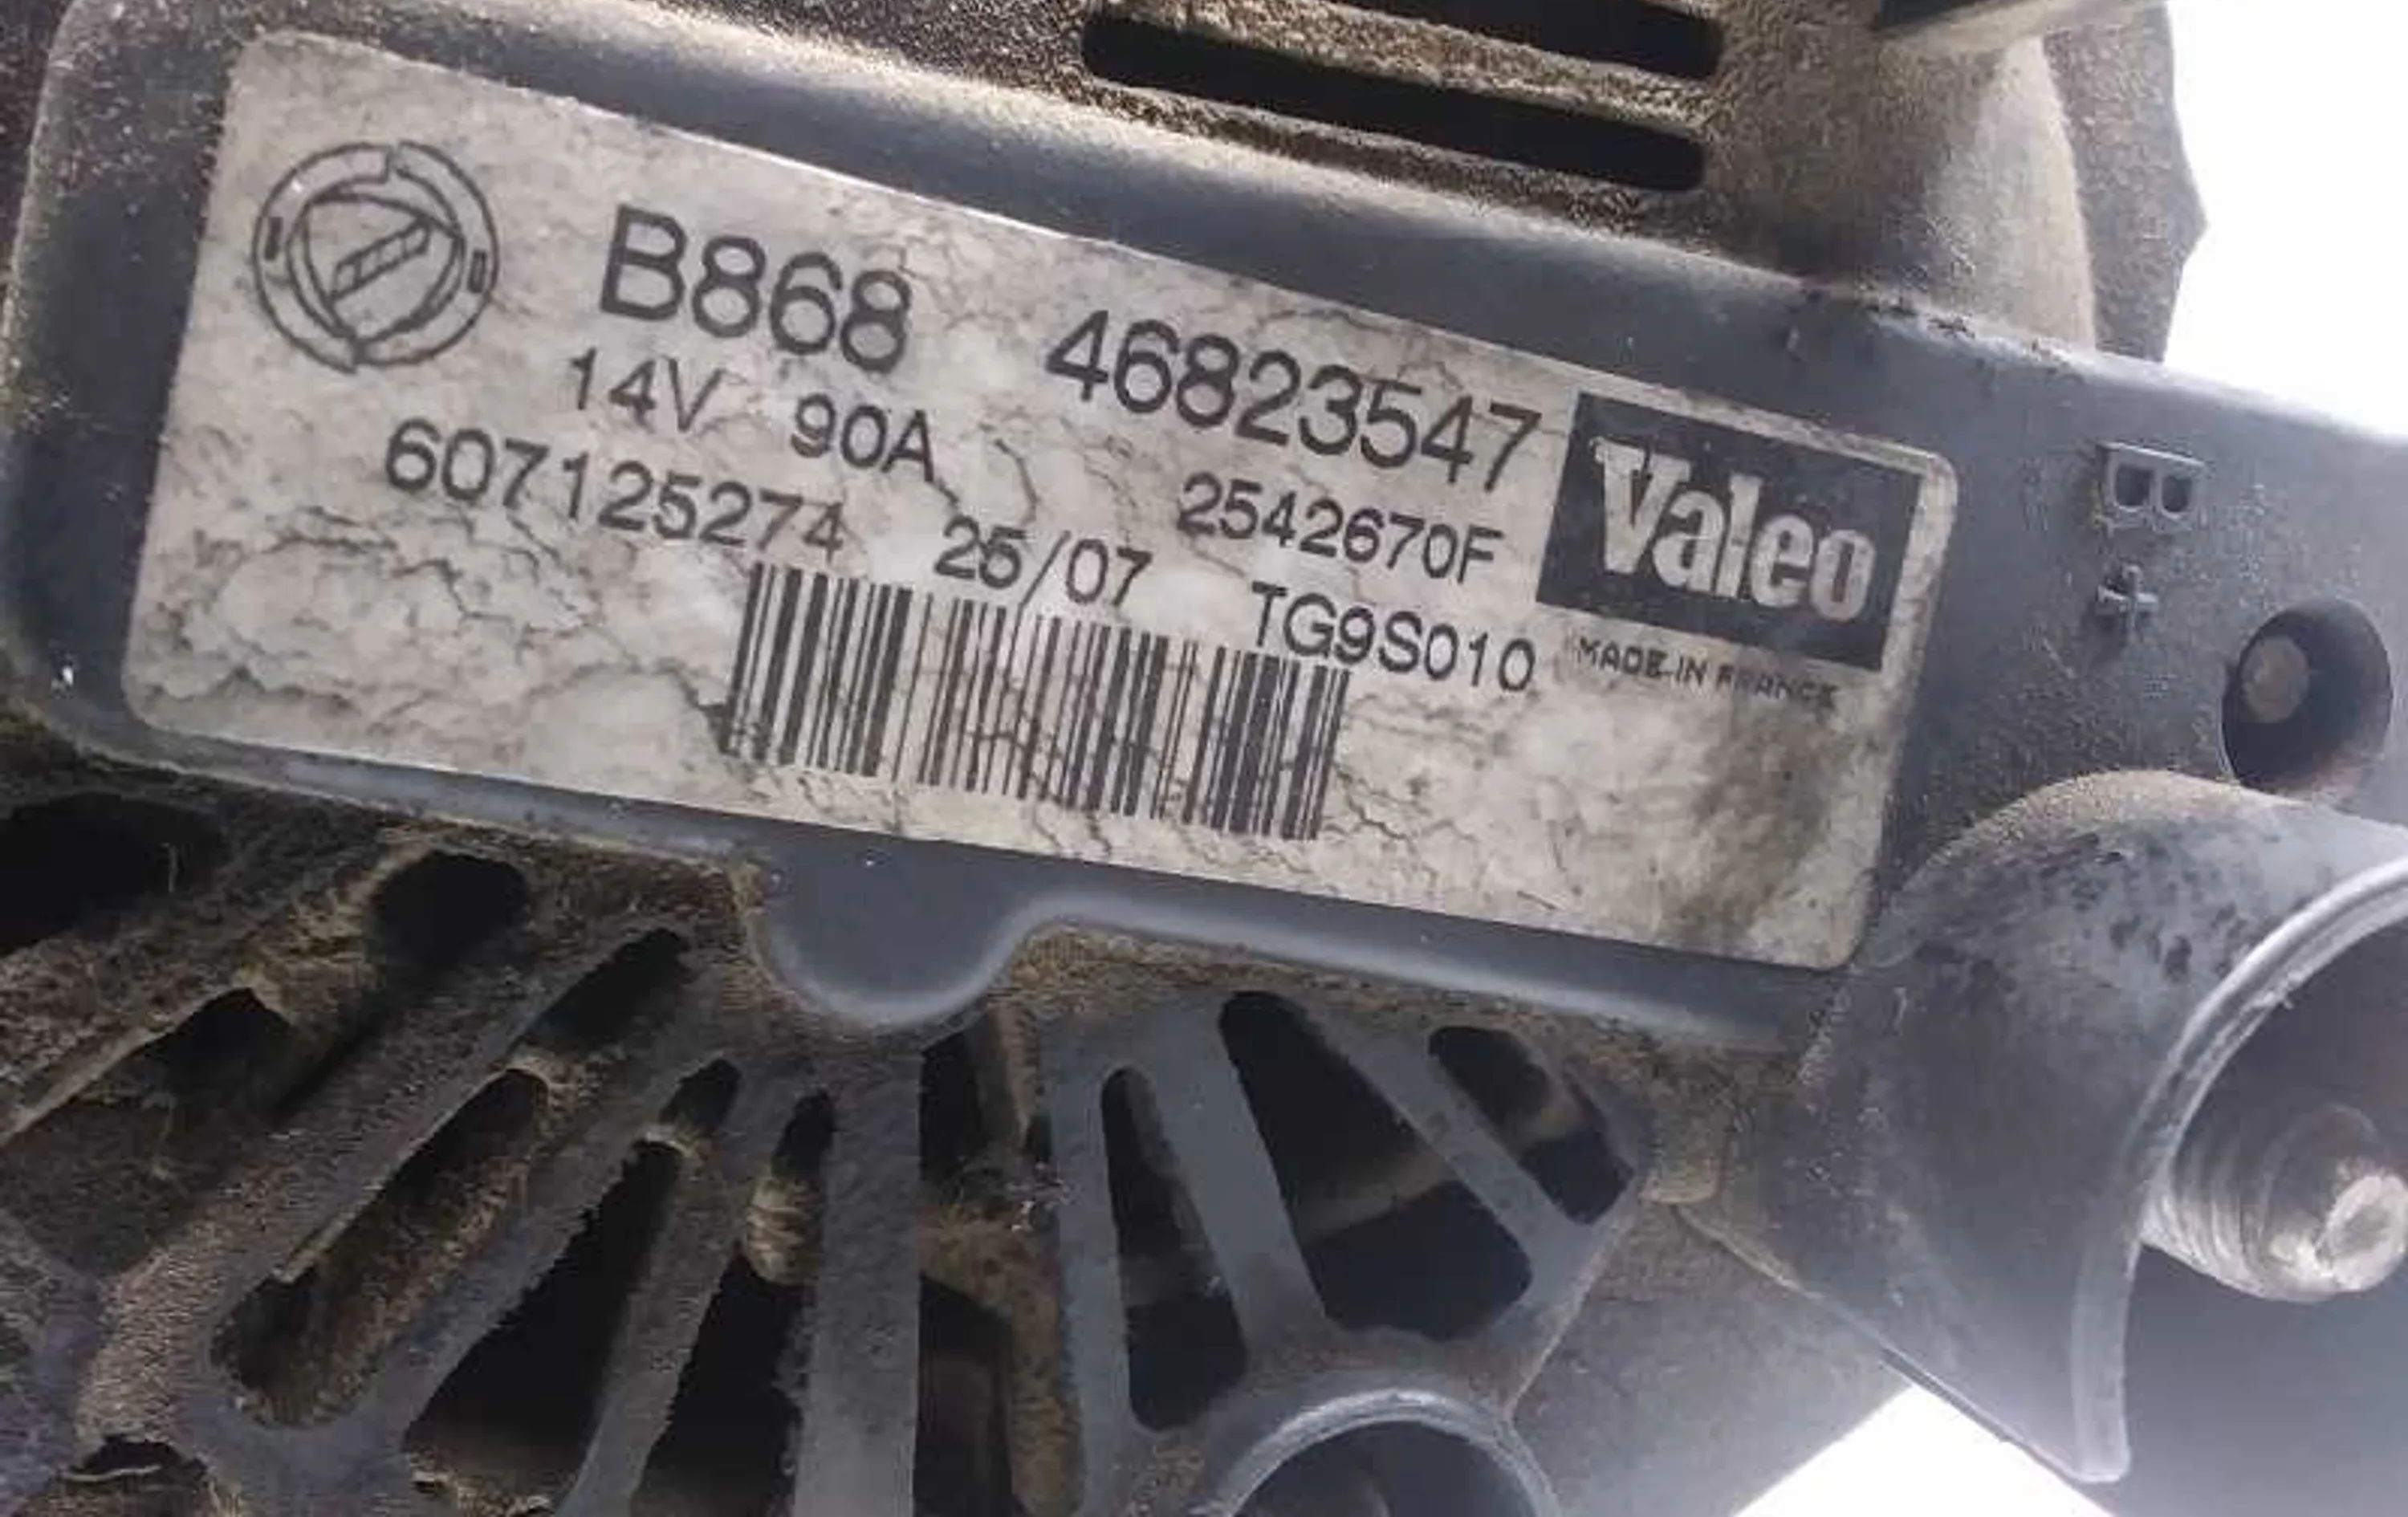 B868 46823547
14V 90A 2542670F
607125274 25/07 TG9S010
Valeo
MADE IN FRANCE
+